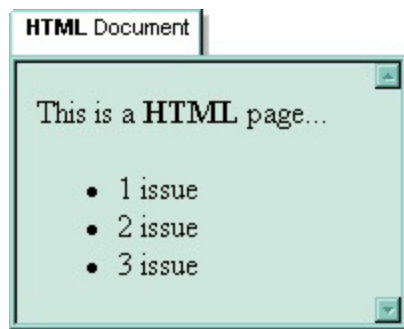 HTML Document
This is a HTML page...
• 1 issue
• 2 issue
• 3 issue